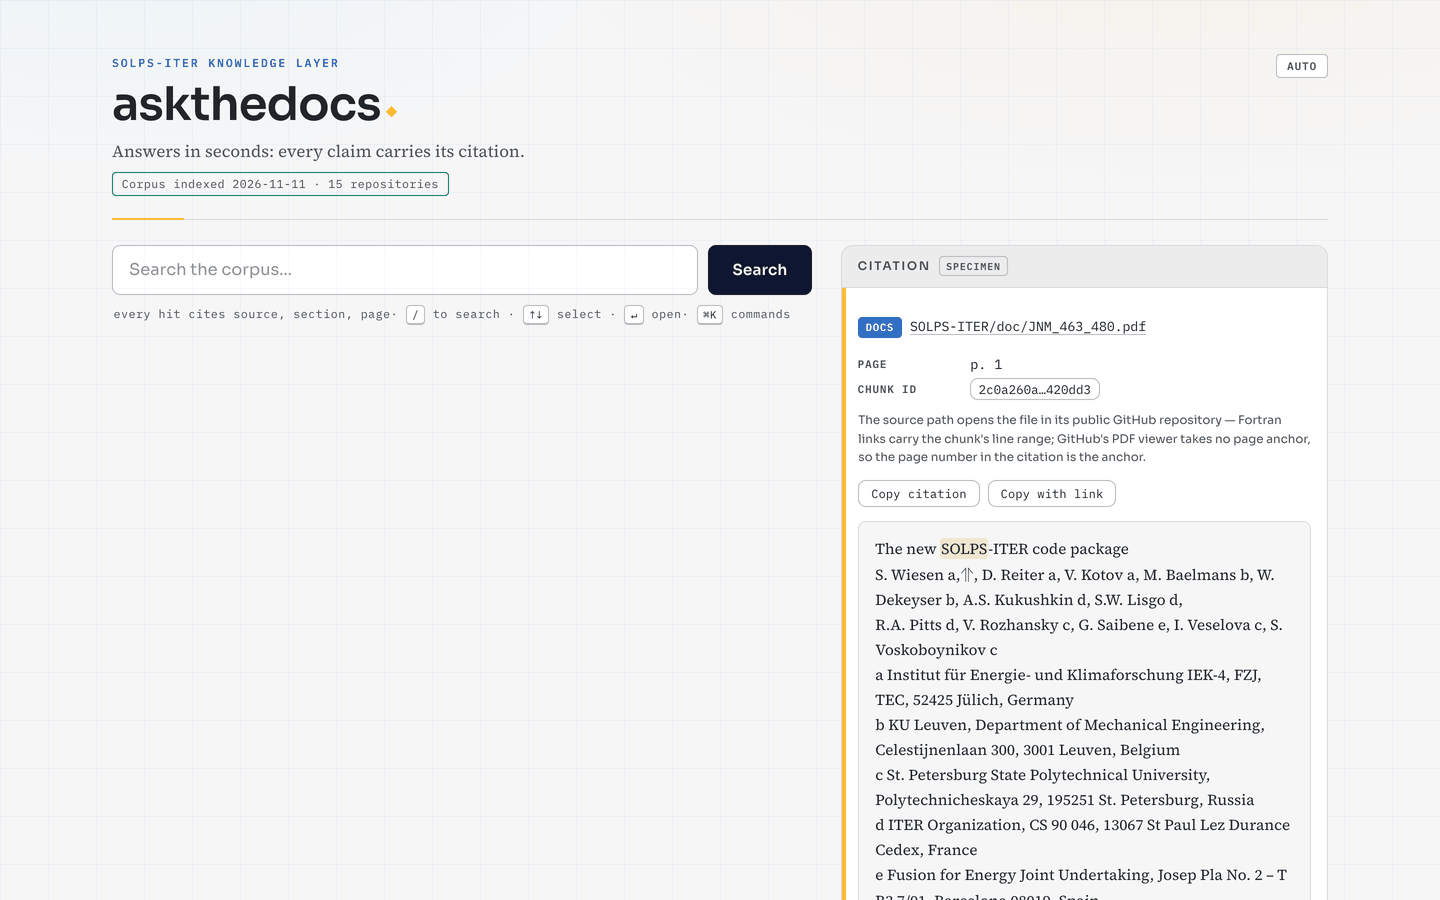 SOLPS-ITER KNOWLEDGE LAYER
askthedocs
Answers in seconds: every claim carries its citation.
Corpus indexed 2026-11-11 · 15 repositories
AUTO
Search the corpus...
Search
every hit cites source, section, page· / to search · ↑↓ select · ↵ open· ⌘K commands
CITATION SPECIMEN
DOCS SOLPS-ITER/doc/JNM_463_480.pdf
PAGE p. 1
CHUNK ID 2c0a260a…420dd3
The source path opens the file in its public GitHub repository — Fortran
links carry the chunk's line range; GitHub's PDF viewer takes no page anchor,
so the page number in the citation is the anchor.
Copy citation Copy with link
The new SOLPS-ITER code package
S. Wiesen a,⇑, D. Reiter a, V. Kotov a, M. Baelmans b, W.
Dekeyser b, A.S. Kukushkin d, S.W. Lisgo d,
R.A. Pitts d, V. Rozhansky c, G. Saibene e, I. Veselova c, S.
Voskoboynikov c
a Institut für Energie- und Klimaforschung IEK-4, FZJ,
TEC, 52425 Jülich, Germany
b KU Leuven, Department of Mechanical Engineering,
Celestijnenlaan 300, 3001 Leuven, Belgium
c St. Petersburg State Polytechnical University,
Polytechnicheskaya 29, 195251 St. Petersburg, Russia
d ITER Organization, CS 90 046, 13067 St Paul Lez Durance
Cedex, France
e Fusion for Energy Joint Undertaking, Josep Pla No. 2 – T
B3 7/01, Barcelona 08019, Spain